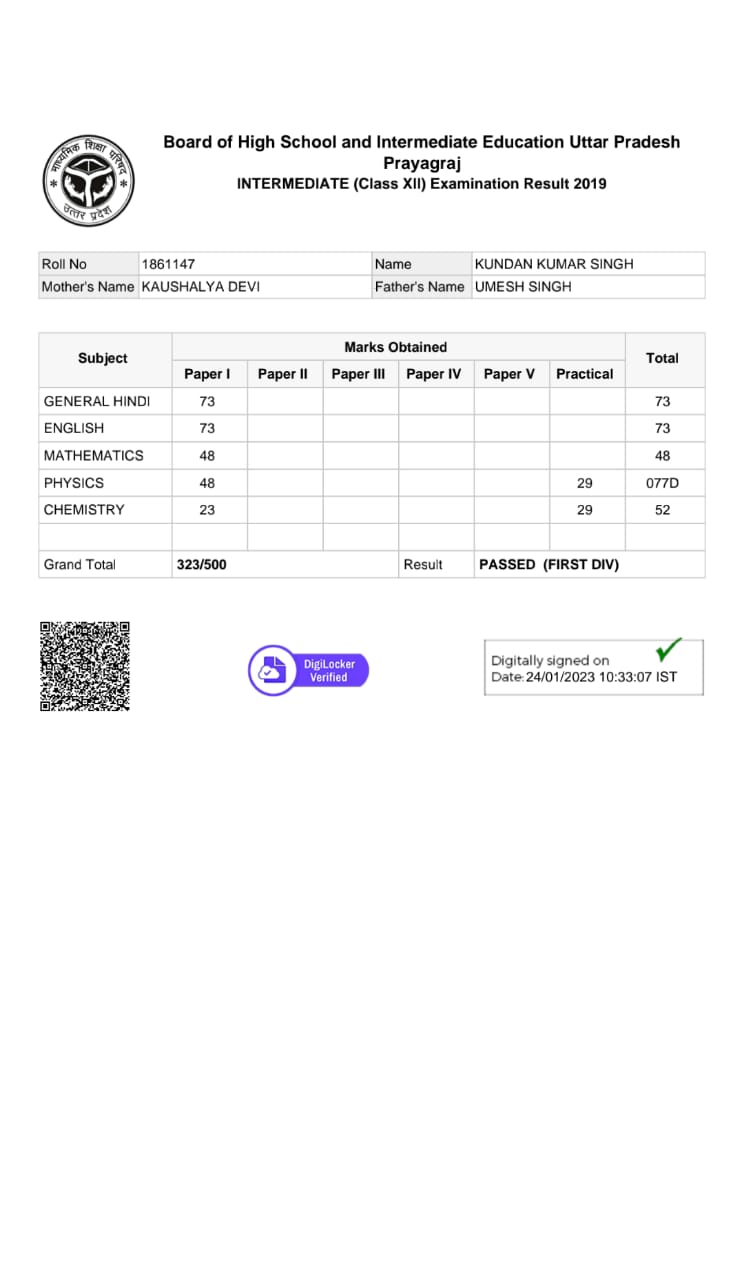 Board of High School and Intermediate Education Uttar Pradesh
Prayagraj
INTERMEDIATE (Class XII) Examination Result 2019
माध्यमिक शिक्षा परिषद
उत्तर प्रदेश
Roll No 1861147 Name KUNDAN KUMAR SINGH
Mother's Name KAUSHALYA DEVI Father's Name UMESH SINGH
Subject Marks Obtained Total
Paper I Paper II Paper III Paper IV Paper V Practical
GENERAL HINDI 73 73
ENGLISH 73 73
MATHEMATICS 48 48
PHYSICS 48 29 077D
CHEMISTRY 23 29 52
Grand Total 323/500 Result PASSED (FIRST DIV)
DigiLocker
Verified
Digitally signed on
Date: 24/01/2023 10:33:07 IST